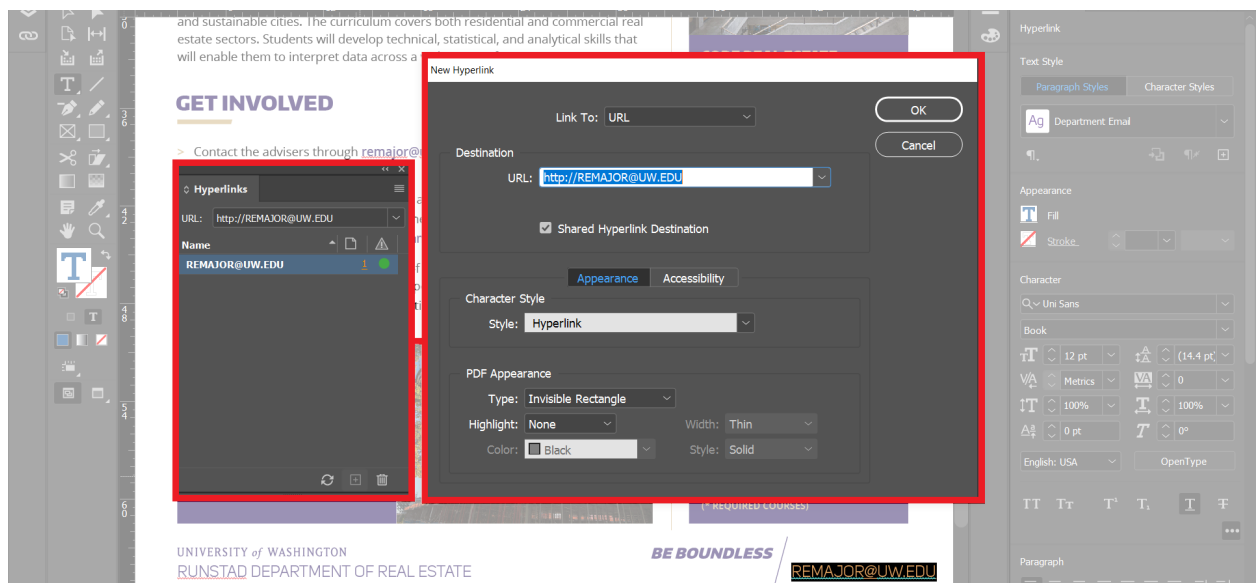 and sustainable cities. The curriculum covers both residential and commercial real
estate sectors. Students will develop technical, statistical, and analytical skills that
will enable them to interpret data across a
GET INVOLVED
> Contact the advisers through remajor@
Hyperlinks
URL: http://REMAJOR@UW.EDU
Name
REMAJOR@UW.EDU 1
New Hyperlink
Link To: URL
OK
Cancel
Destination
URL: http://REMAJOR@UW.EDU
Shared Hyperlink Destination
Appearance Accessibility
Character Style
Style: Hyperlink
PDF Appearance
Type: Invisible Rectangle
Highlight: None Width: Thin
Color: Black Style: Solid
(* REQUIRED COURSES)
UNIVERSITY of WASHINGTON
RUNSTAD DEPARTMENT OF REAL ESTATE
BE BOUNDLESS
REMAJOR@UW.EDU
Hyperlink
Text Style
Paragraph Styles Character Styles
Ag Department Email
Appearance
T Fill
Stroke
Character
Uni Sans
Book
12 pt (14.4 pt)
Metrics 0
100% 100%
0 pt 0°
English: USA OpenType
TT Tт T¹ T₁ T Ŧ
Paragraph